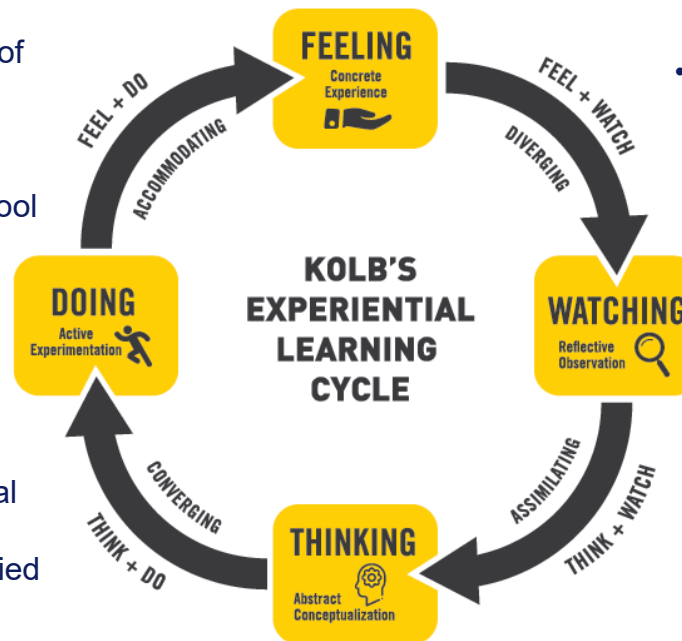 of
ool
al
ied
•
FEELING
Concrete
Experience
FEEL + WATCH
DIVERGING
WATCHING
Reflective
Observation
ASSIMILATING
THINK + WATCH
THINKING
Abstract
Conceptualization
CONVERGING
THINK + DO
DOING
Active
Experimentation
FEEL + DO
ACCOMMODATING
KOLB'S
EXPERIENTIAL
LEARNING
CYCLE